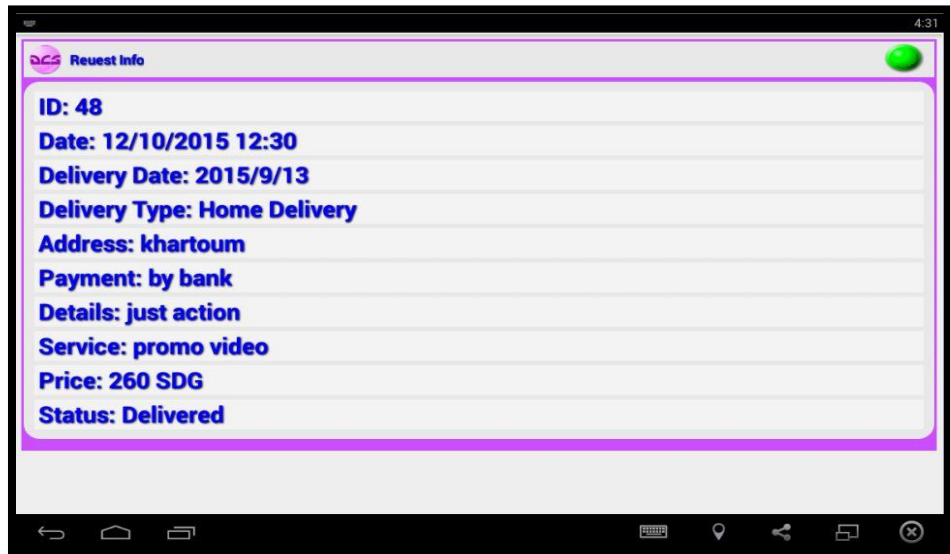 4:31
DCS Reuest Info
ID: 48
Date: 12/10/2015 12:30
Delivery Date: 2015/9/13
Delivery Type: Home Delivery
Address: khartoum
Payment: by bank
Details: just action
Service: promo video
Price: 260 SDG
Status: Delivered